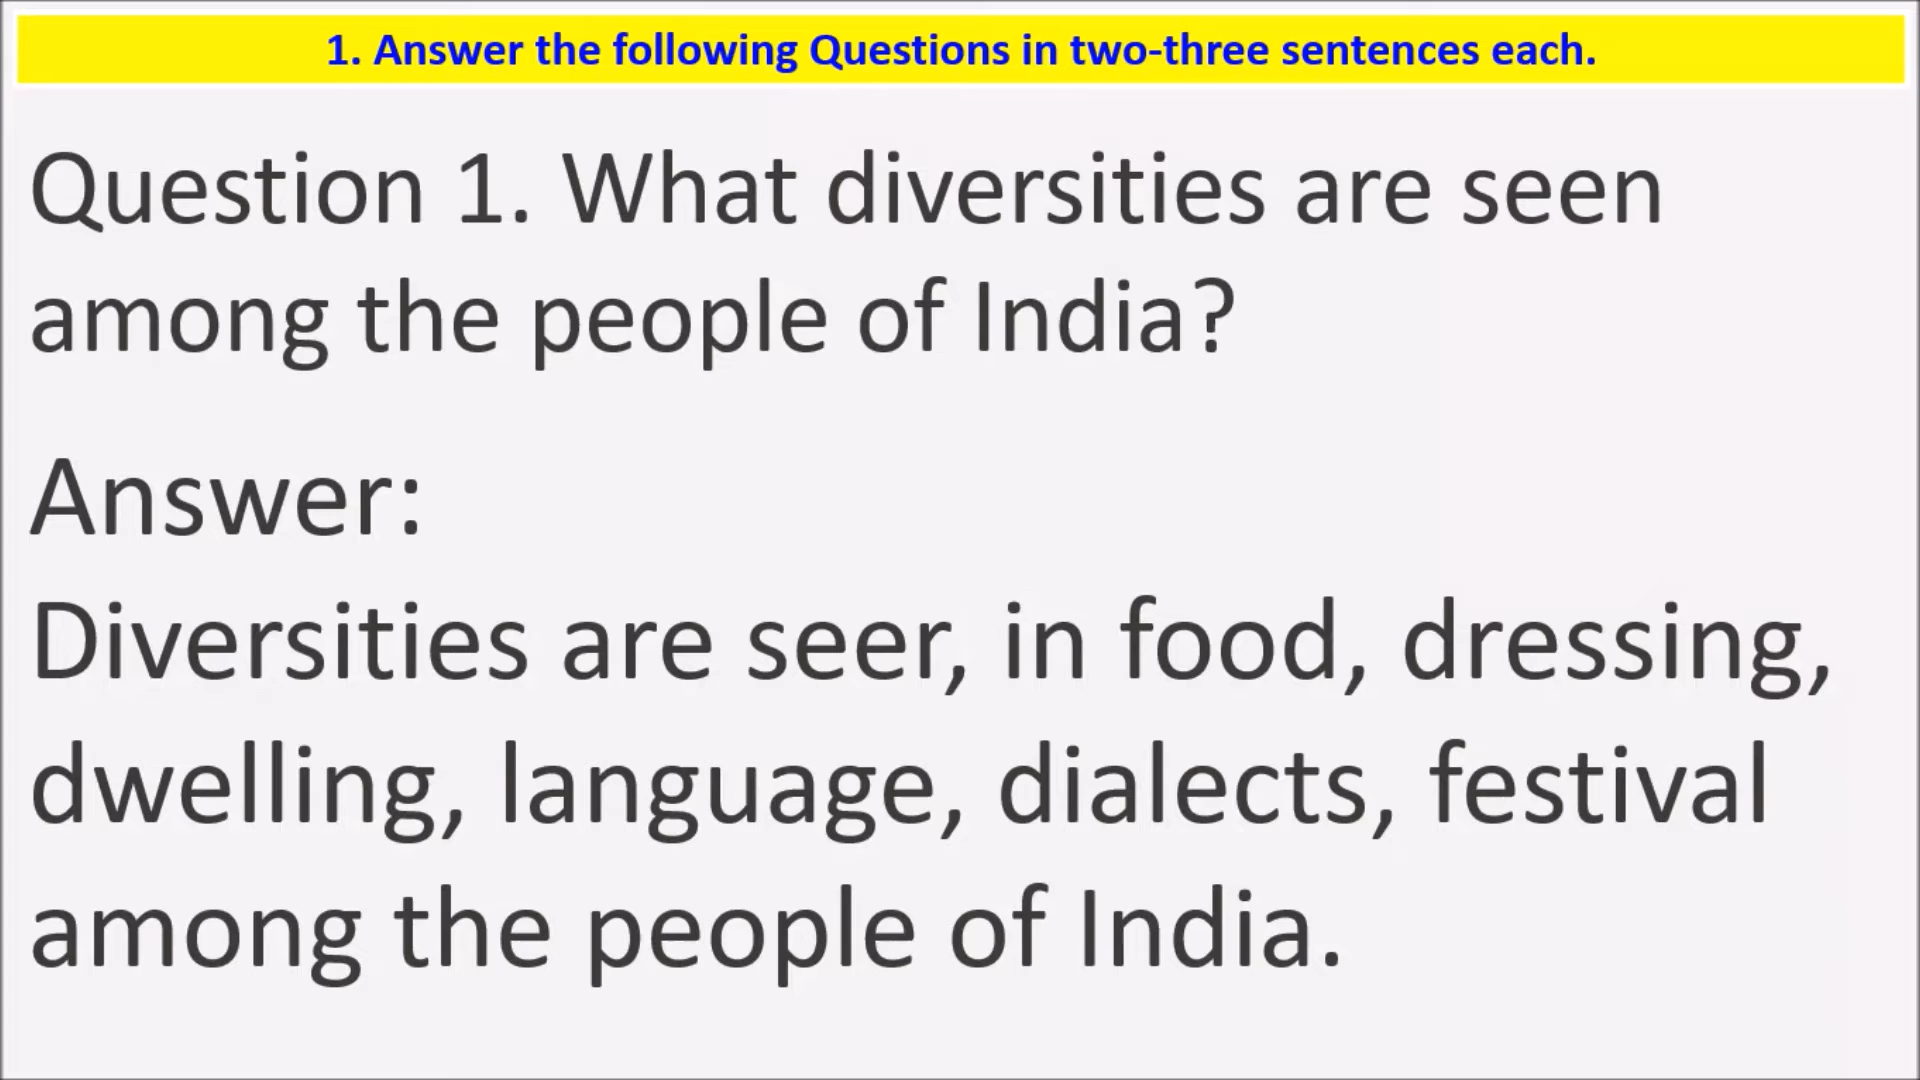 1. Answer the following Questions in two-three sentences each.
Question 1. What diversities are seen
among the people of India?
Answer:
Diversities are seer, in food, dressing,
dwelling, language, dialects, festival
among the people of India.